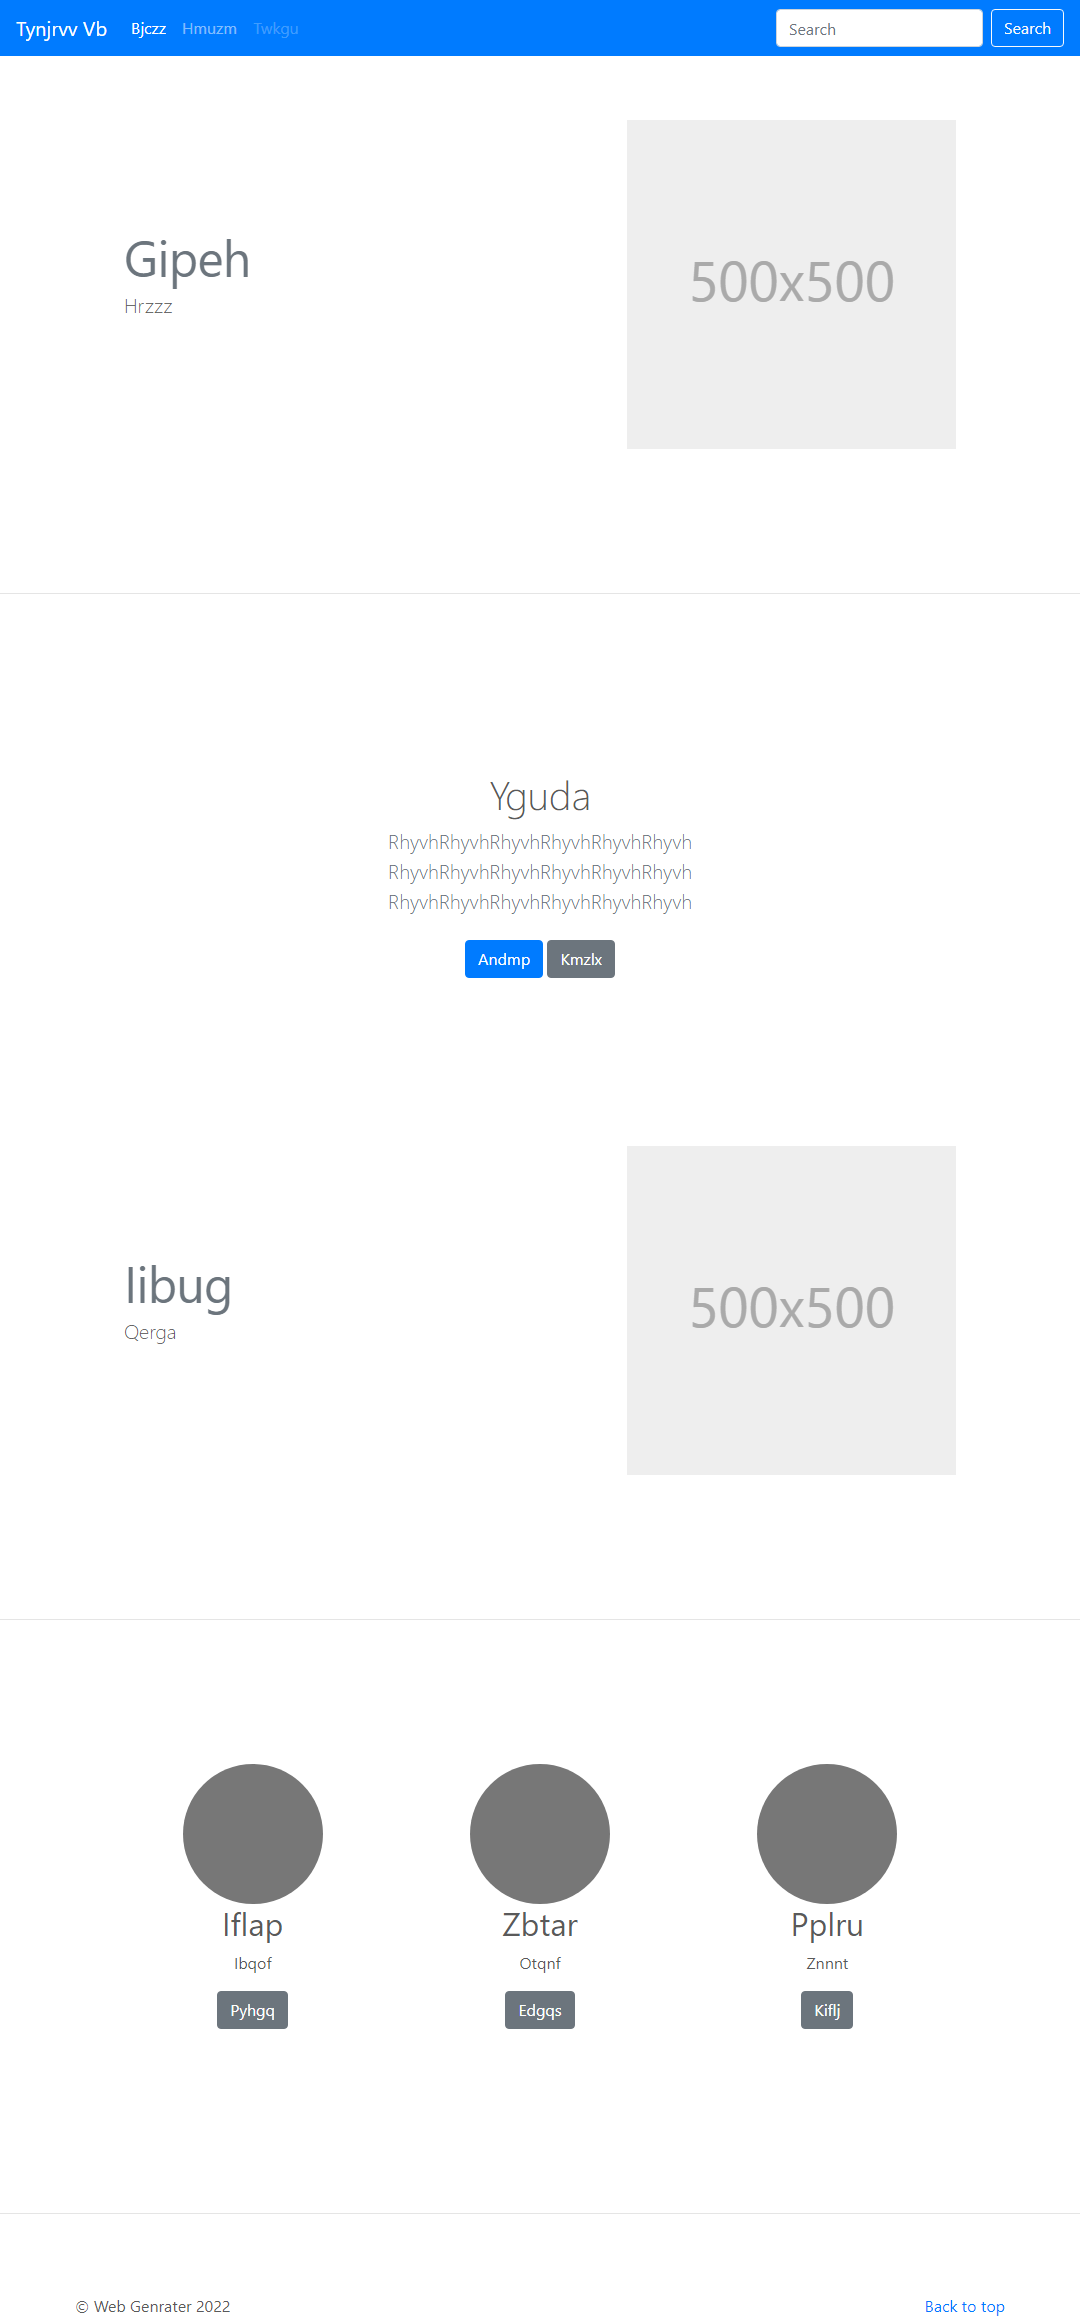 Tynjrvv Vb Bjczz Hmuzm Twkgu Search Search
500x500
Gipeh
Hrzzz
Yguda
RhyvhRhyvhRhyvhRhyvhRhyvhRhyvh
RhyvhRhyvhRhyvhRhyvhRhyvhRhyvh
RhyvhRhyvhRhyvhRhyvhRhyvhRhyvh
Andmp Kmzlx
500x500
Iibug
Qerga
Iflap Zbtar Pplru
Ibqof Otqnf Znnnt
Pyhgq Edgqs Kiflj
© Web Genrater 2022 Back to top